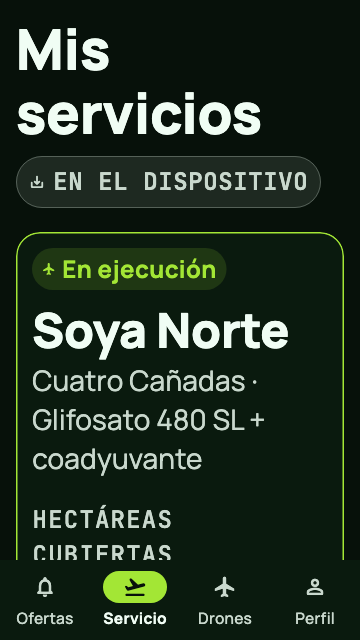 Mis
servicios
EN EL DISPOSITIVO
En ejecución
Soya Norte
Cuatro Cañadas ·
Glifosato 480 SL +
coadyuvante
HECTÁREAS
CUBIERTAS
Ofertas
Servicio
Drones
Perfil